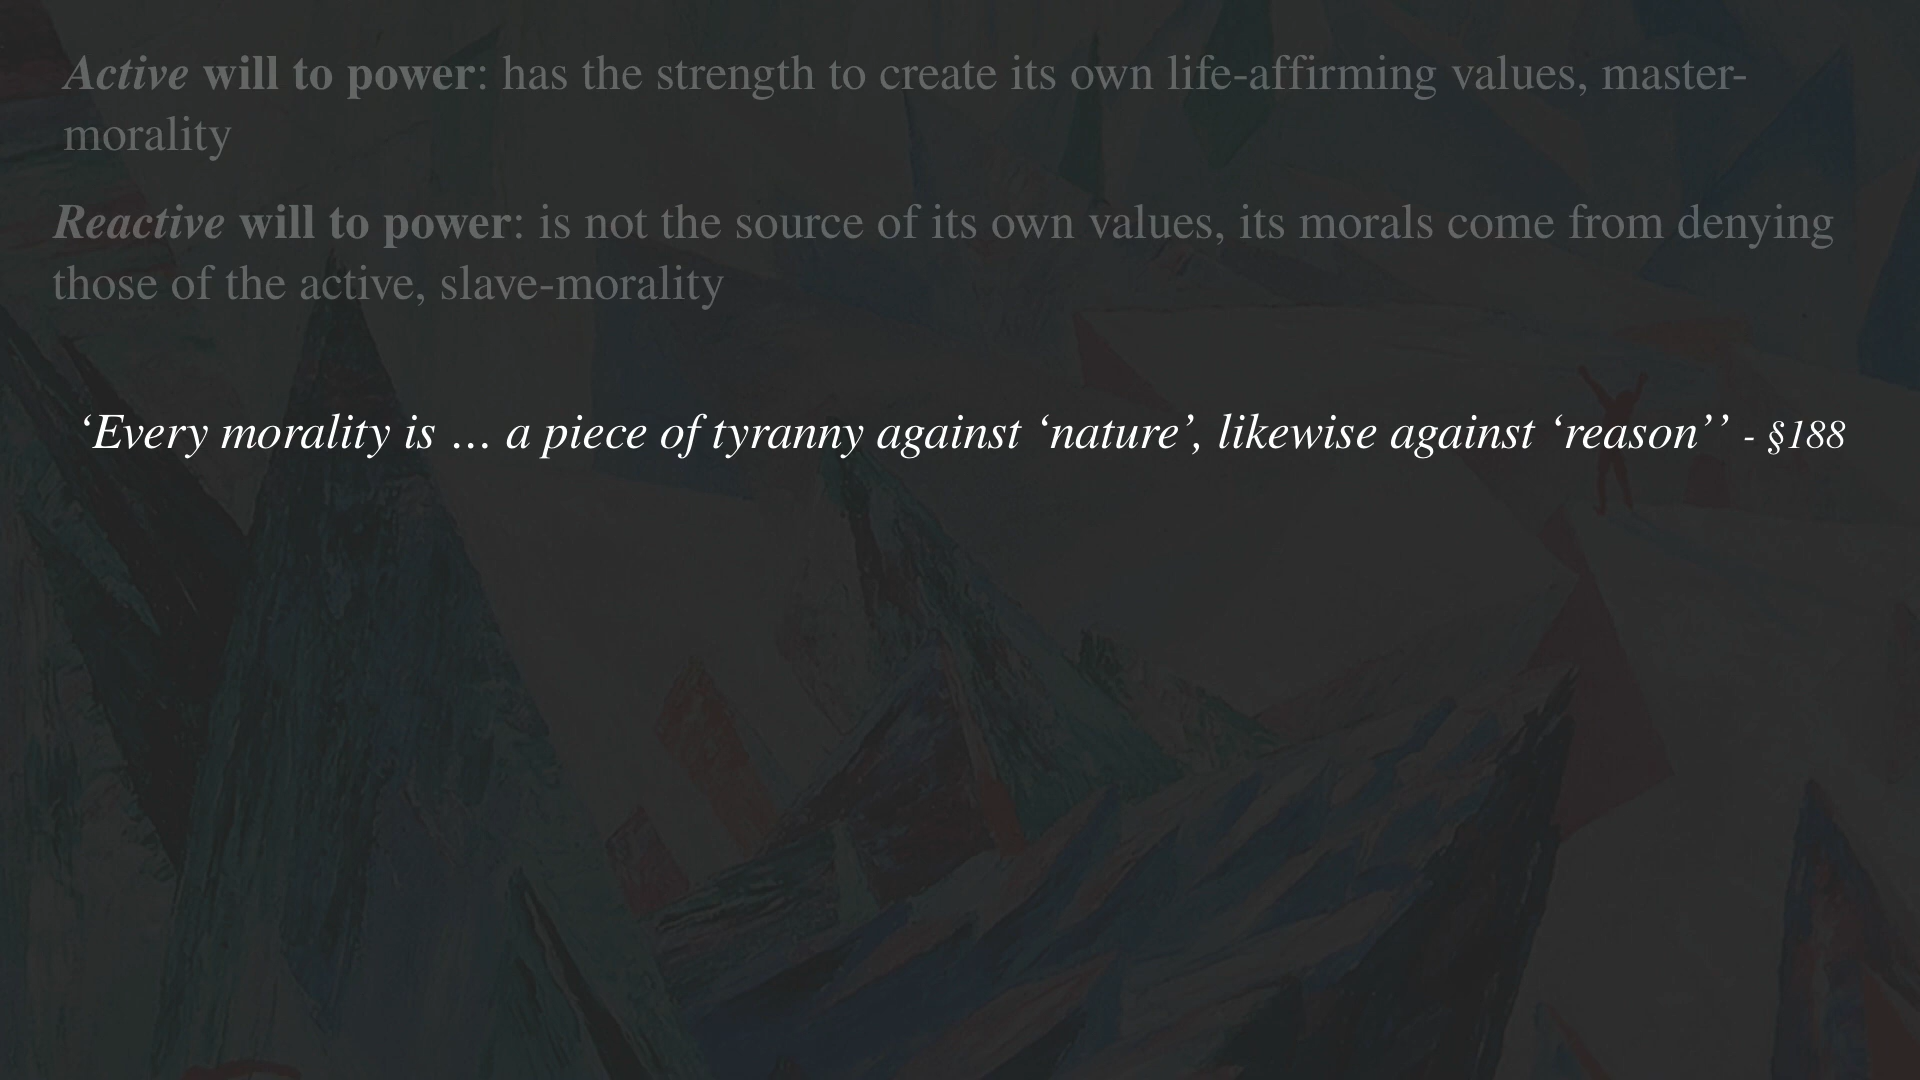 Active will to power: has the strength to create its own life-affirming values, master-
morality
Reactive will to power: is not the source of its own values, its morals come from denying
those of the active, slave-morality
‘Every morality is … a piece of tyranny against ‘nature’, likewise against ‘reason’’ - §188